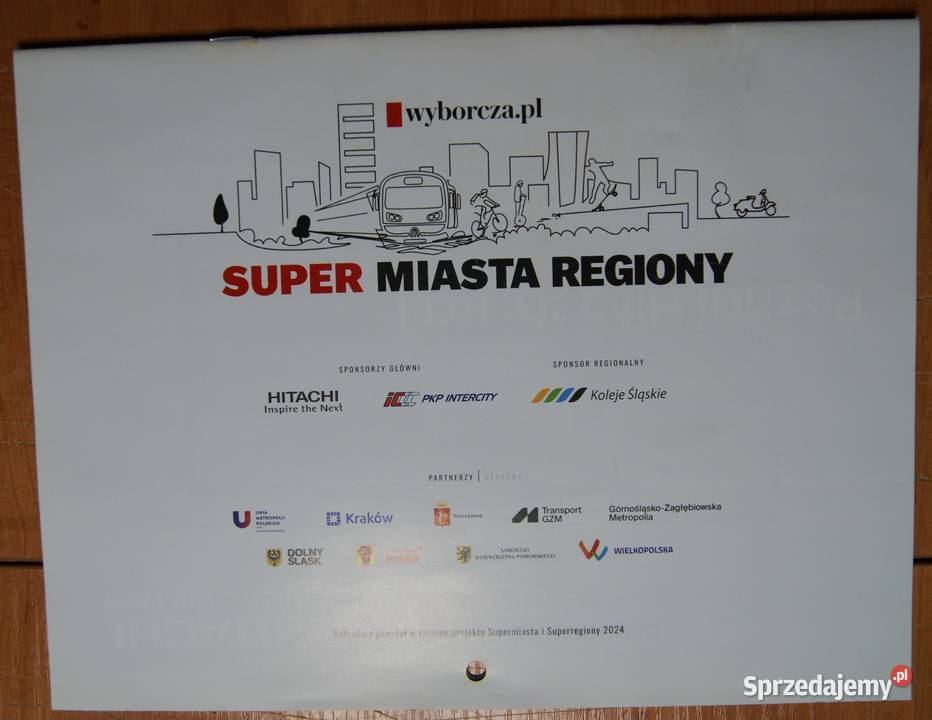 wyborcza.pl
SUPER MIASTA REGIONY
SPONSORZY GŁÓWNI
SPONSOR REGIONALNY
HITACHI
Inspire the Next
PKP INTERCITY
Koleje Śląskie
PARTNERZY | REKLAMA
UNIA
METROPOLII
POLSKICH
Kraków
Warszawa
Transport
GZM
Górnośląsko-Zagłębiowska
Metropolia
DOLNY
ŚLĄSK
SAMORZĄD
WOJEWÓDZTWA POMORSKIEGO
WIELKOPOLSKA
powstał w ramach projektu Supermiasta i Superregiony 2024
Sprzedajemy.pl